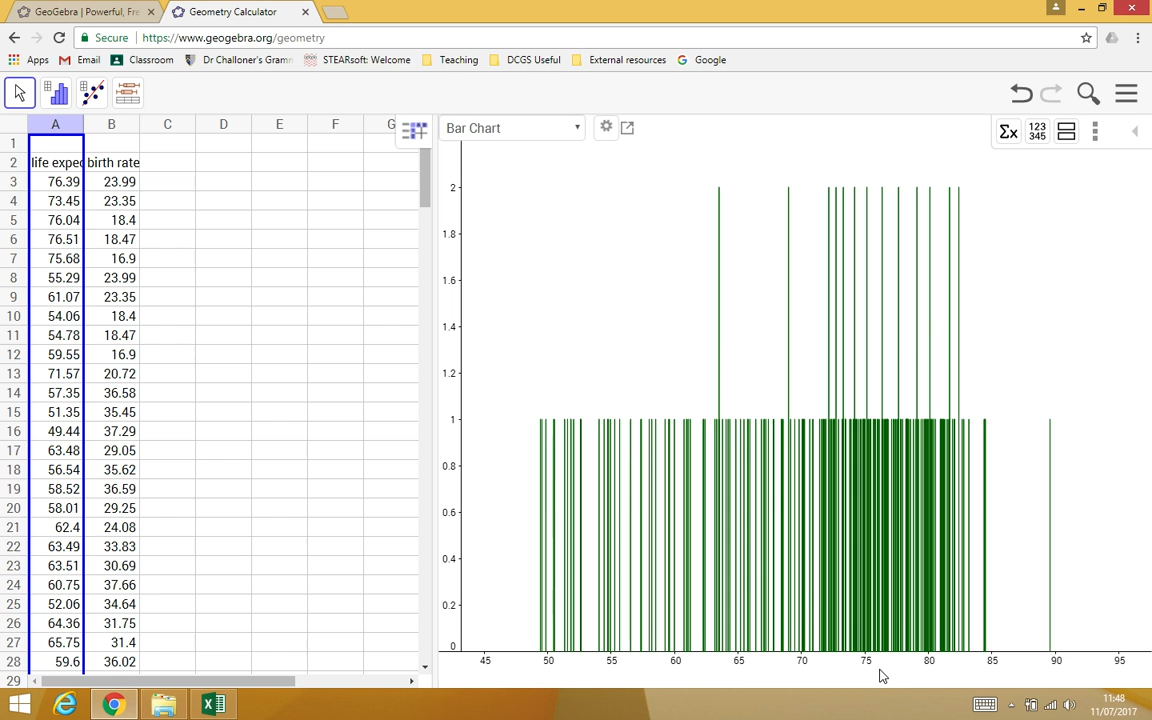 GeoGebra | Powerful, Fre
Geometry Calculator
Secure
https://www.geogebra.org/geometry
Apps
Email
Classroom
Dr Challoner's Gramm
STEARsoft: Welcome
Teaching
DCGS Useful
External resources
Google
A B C D E F G
Bar Chart
Σx
123
345
1
2 life expec birth rate
3 76.39 23.99
4 73.45 23.35
5 76.04 18.4
6 76.51 18.47
7 75.68 16.9
8 55.29 23.99
9 61.07 23.35
10 54.06 18.4
11 54.78 18.47
12 59.55 16.9
13 71.57 20.72
14 57.35 36.58
15 51.35 35.45
16 49.44 37.29
17 63.48 29.05
18 56.54 35.62
19 58.52 36.59
20 58.01 29.25
21 62.4 24.08
22 63.49 33.83
23 63.51 30.69
24 60.75 37.66
25 52.06 34.64
26 64.36 31.75
27 65.75 31.4
28 59.6 36.02
29
2
1.8
1.6
1.4
1.2
1
0.8
0.6
0.4
0.2
0
45 50 55 60 65 70 75 80 85 90 95
11:48
11/07/2017